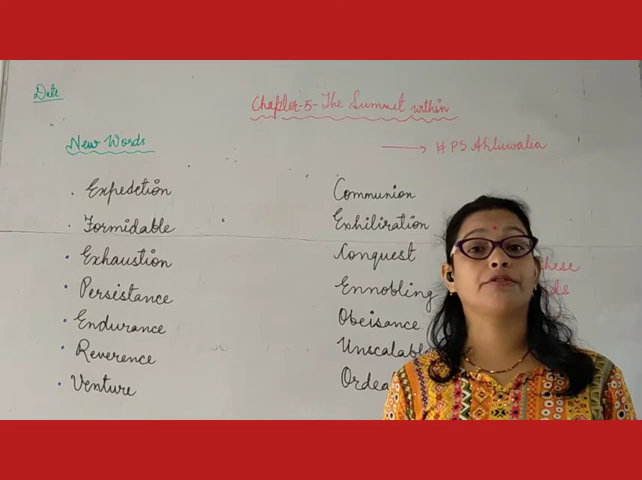 Date
Chapter-5-The Summit within
New Words
H P S Ahluwalia
Expedetion
Communion
Formidable
Exhiliration
Exhaustion
Conquest
Persistance
Ennobling
Endurance
Obeisance
Reverence
Venture